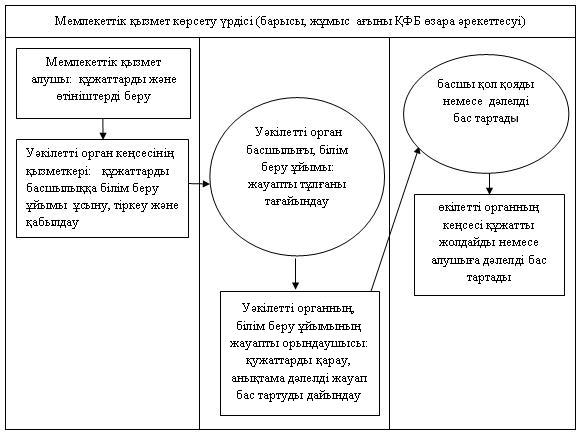 Мемлекеттік қызмет көрсету үрдісі (барысы, жұмыс ағыны ҚФБ өзара әрекеттесуі)
Мемлекеттік қызмет
алушы: құжаттарды және
өтініштерді беру
Уәкілетті орган кеңсесінің
қызметкері: құжаттарды
басшылыққа білім беру
ұйымы ұсыну, тіркеу және
қабылдау
Уәкілетті орган
басшылығы, білім
беру ұйымы:
жауапты тұлғаны
тағайындау
Уәкілетті органның,
білім беру ұйымының
жауапты орындаушысы:
құжаттарды қарау,
анықтама дәлелді жауап
бас тартуды дайындау
басшы қол қояды
немесе дәлелді
бас тартады
өкілетті органның
кеңсесі құжатты
жолдайды немесе
алушыға дәлелді бас
тартады